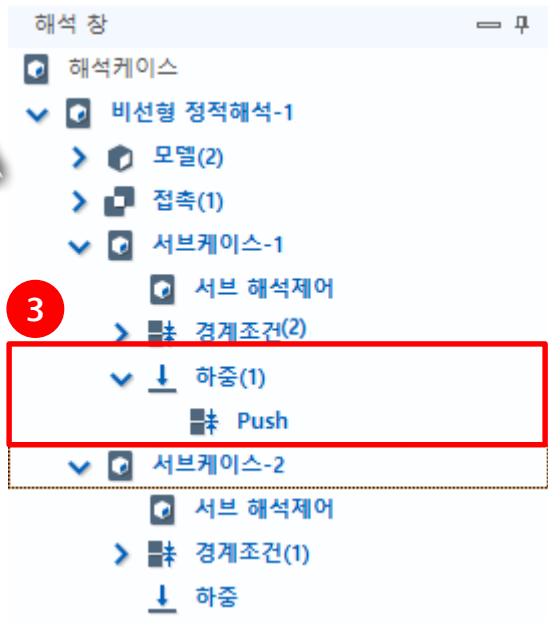 해석 창
해석케이스
비선형 정적해석-1
모델(2)
접촉(1)
서브케이스-1
서브 해석제어
3
경계조건(2)
하중(1)
Push
서브케이스-2
서브 해석제어
경계조건(1)
하중